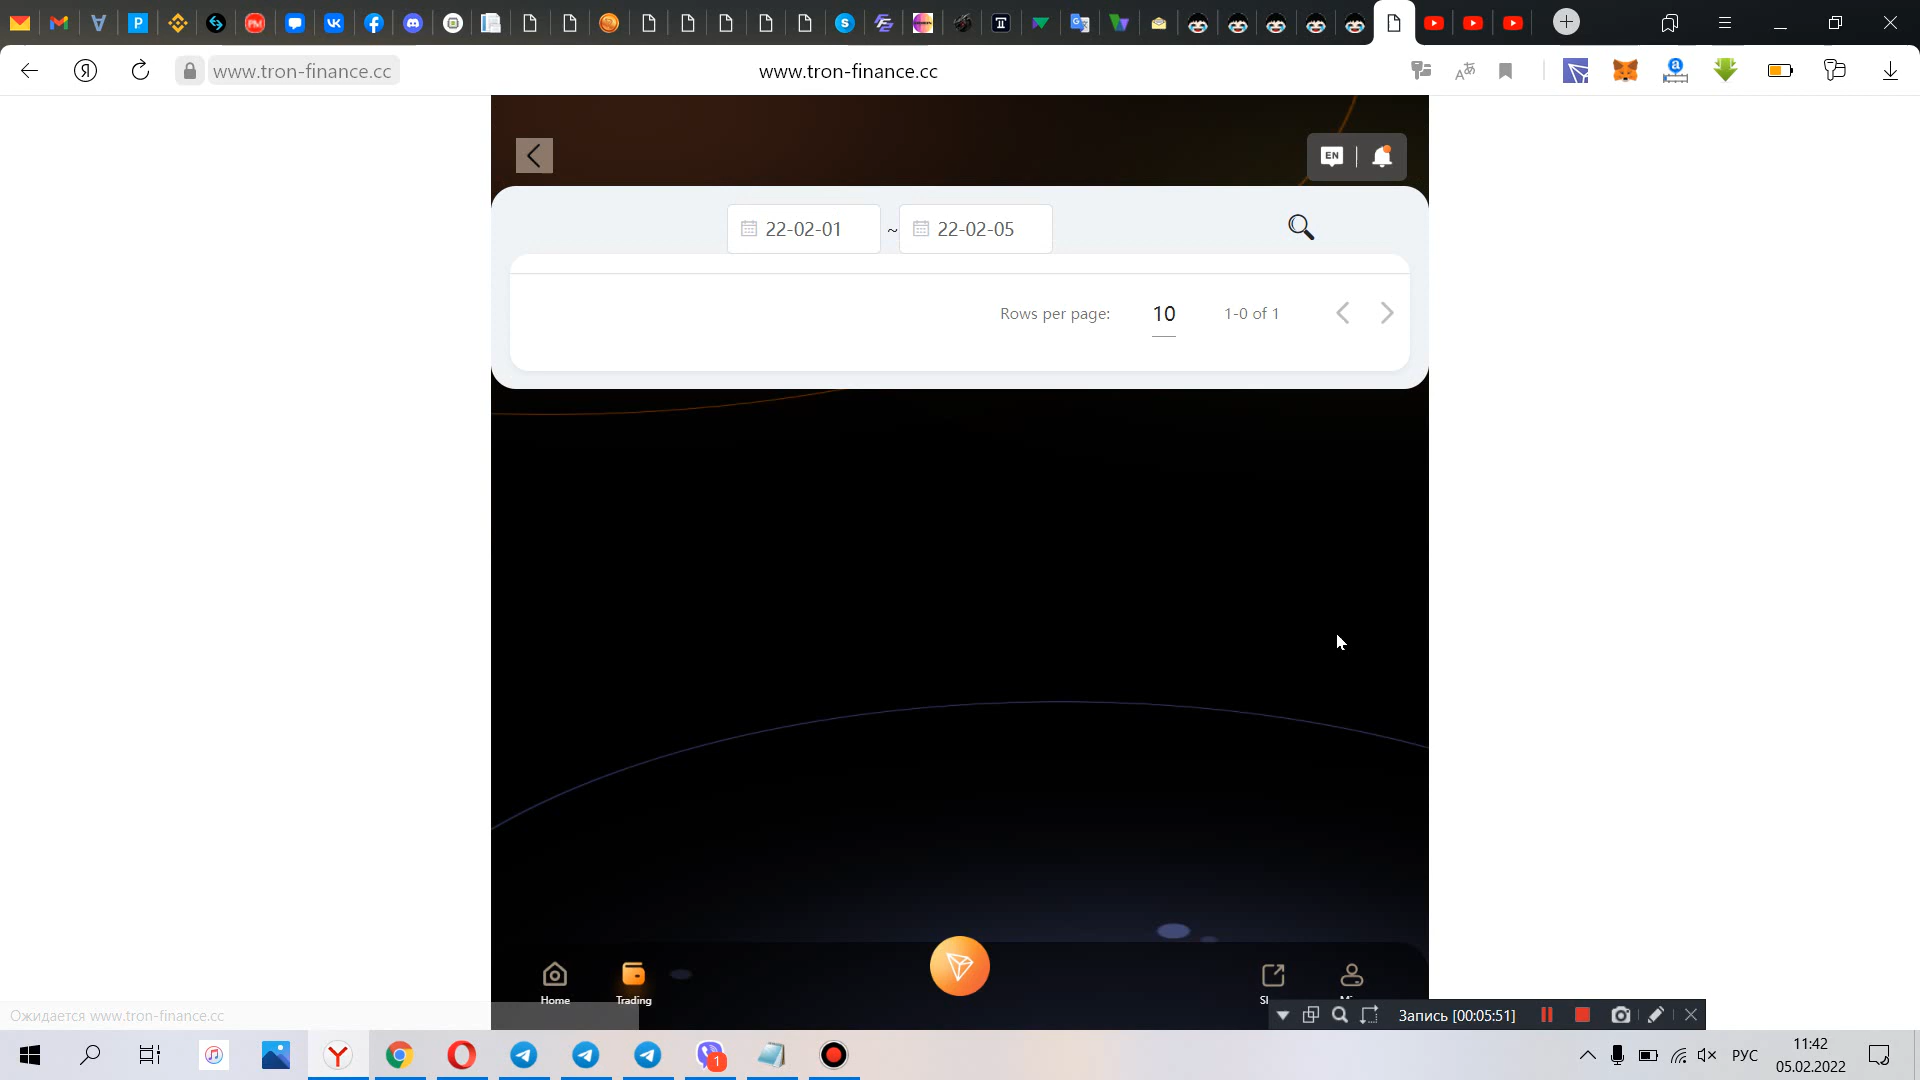 www.tron-finance.cc
www.tron-finance.cc
EN
22-02-01 ~ 22-02-05
Rows per page: 10 1-0 of 1
Home
Trading
Ожидается www.tron-finance.cc
Запись [00:05:51]
1
РУС
11:42
05.02.2022